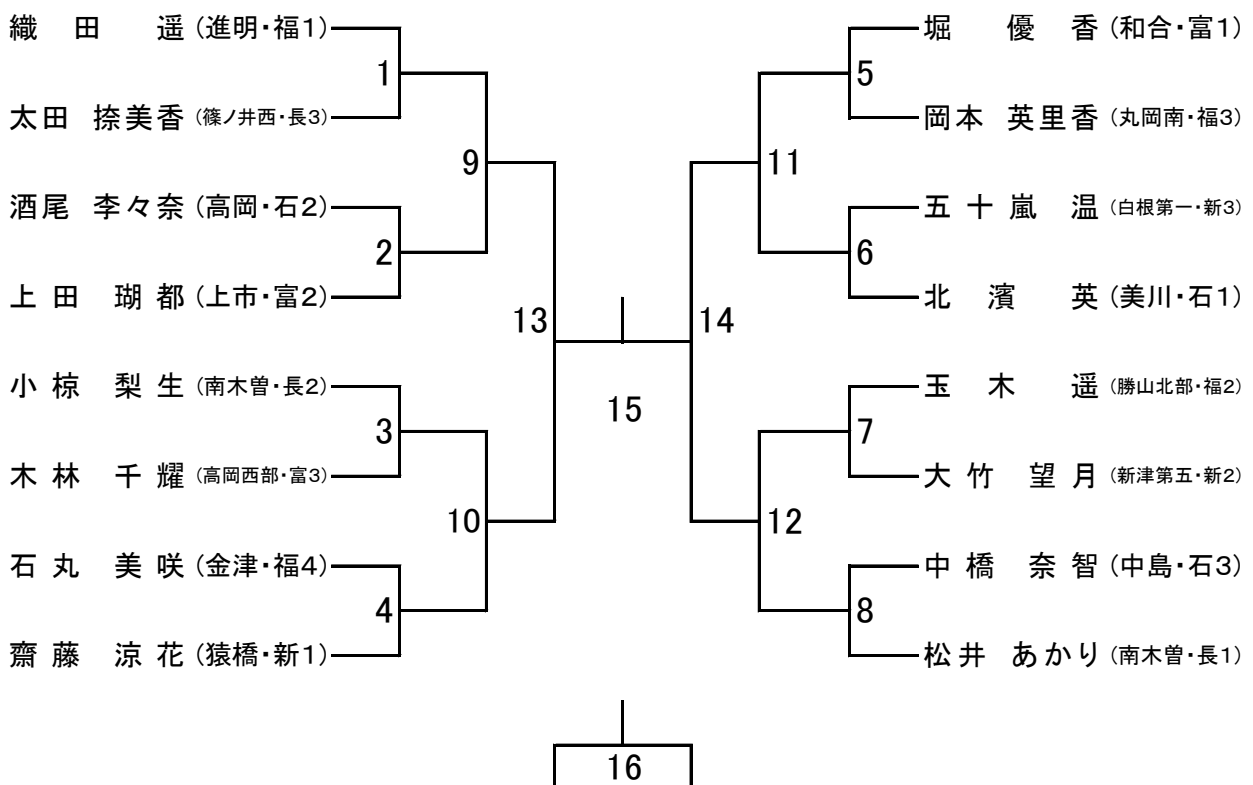 織田 遥 (進明・福1)
1
太田 捺美香 (篠ノ井西・長3)
9
酒尾 李々奈 (高岡・石2)
2
上田 瑚都 (上市・富2)
13
小椋 梨生 (南木曽・長2)
3
木林 千耀 (高岡西部・富3)
10
石丸 美咲 (金津・福4)
4
齋藤 涼花 (猿橋・新1)
15
堀 優香 (和合・富1)
5
岡本 英里香 (丸岡南・福3)
11
五十嵐 温 (白根第一・新3)
6
北濱 英 (美川・石1)
14
玉木 遥 (勝山北部・福2)
7
大竹 望月 (新津第五・新2)
12
中橋 奈智 (中島・石3)
8
松井 あかり (南木曽・長1)
16